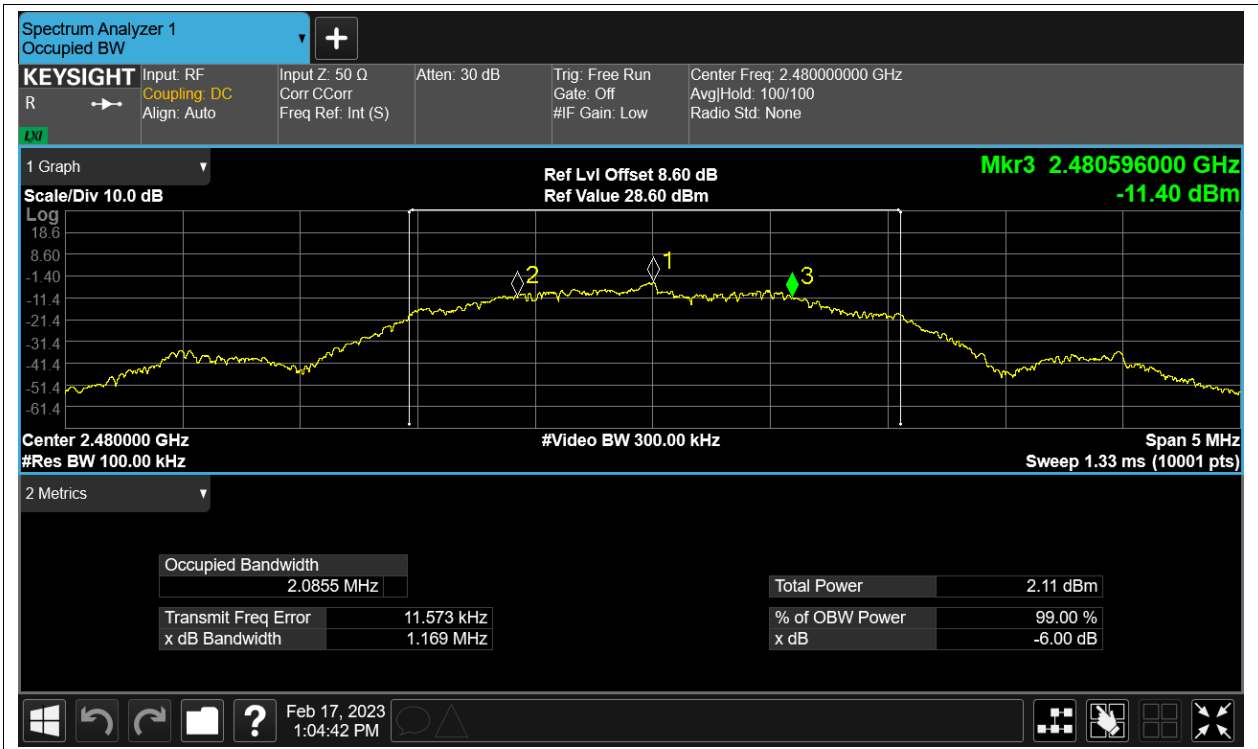 Spectrum Analyzer 1
Occupied BW
KEYSIGHT
R
LXI
Input: RF
Coupling: DC
Align: Auto
Input Z: 50 Ω
Corr CCorr
Freq Ref: Int (S)
Atten: 30 dB
Trig: Free Run
Gate: Off
#IF Gain: Low
Center Freq: 2.480000000 GHz
Avg|Hold: 100/100
Radio Std: None
1 Graph
Scale/Div 10.0 dB
Ref Lvl Offset 8.60 dB
Ref Value 28.60 dBm
Mkr3 2.480596000 GHz
-11.40 dBm
Log
18.6
8.60
-1.40
-11.4
-21.4
-31.4
-41.4
-51.4
-61.4
2
1
3
Center 2.480000 GHz
#Res BW 100.00 kHz
#Video BW 300.00 kHz
Span 5 MHz
Sweep 1.33 ms (10001 pts)
2 Metrics
Occupied Bandwidth
2.0855 MHz
Transmit Freq Error 11.573 kHz
x dB Bandwidth 1.169 MHz
Total Power 2.11 dBm
% of OBW Power 99.00 %
x dB -6.00 dB
?
Feb 17, 2023
1:04:42 PM